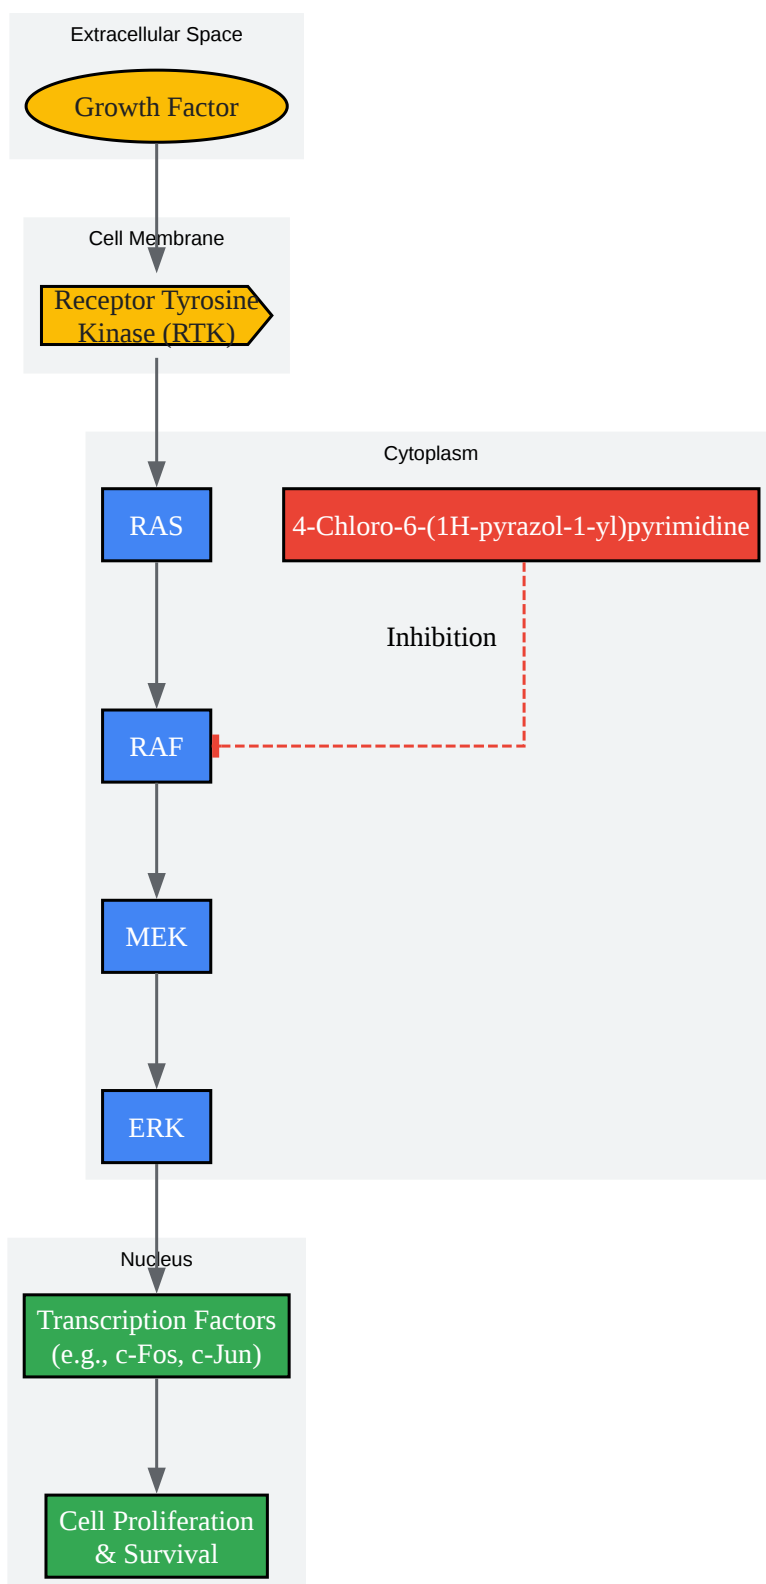 Extracellular Space
Growth Factor
Cell Membrane
Receptor Tyrosine
Kinase (RTK)
Cytoplasm
RAS
4-Chloro-6-(1H-pyrazol-1-yl)pyrimidine
Inhibition
RAF
MEK
ERK
Nucleus
Transcription Factors
(e.g., c-Fos, c-Jun)
Cell Proliferation
& Survival